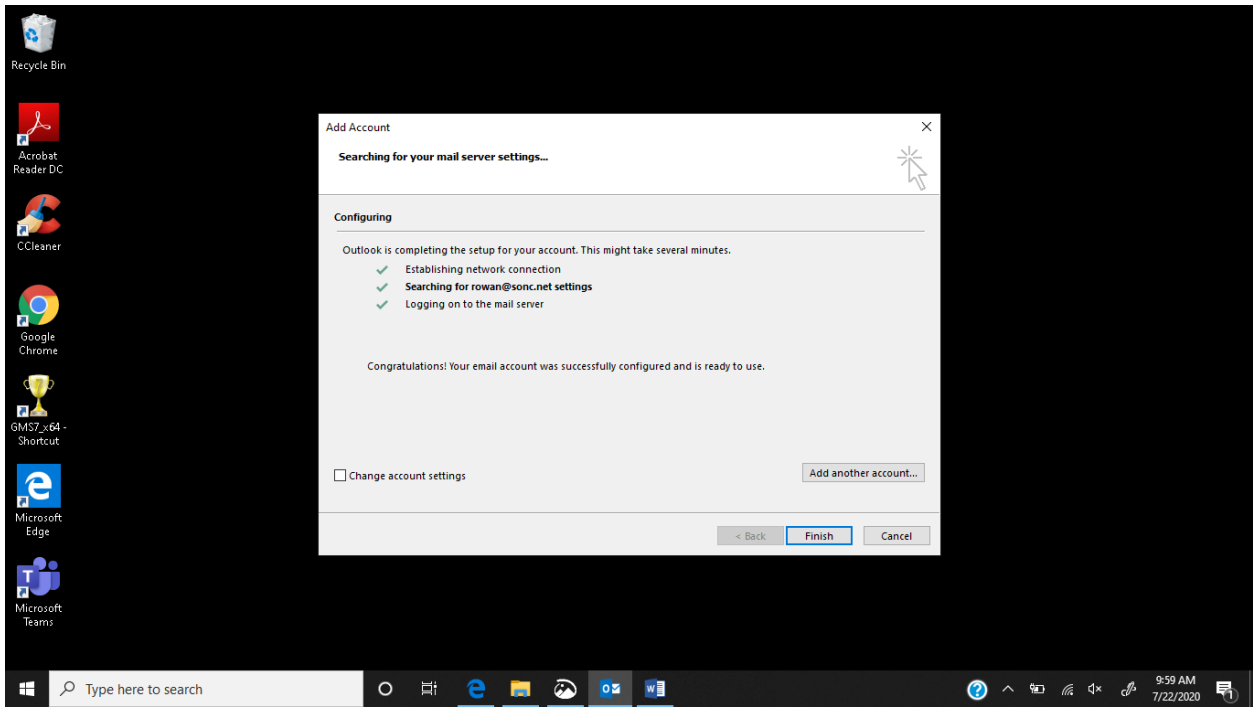 Recycle Bin
Acrobat
Reader DC
CCleaner
Google
Chrome
GMS7_x64 -
Shortcut
Microsoft
Edge
Microsoft
Teams
Add Account
Searching for your mail server settings...
Configuring
Outlook is completing the setup for your account. This might take several minutes.
Establishing network connection
Searching for rowan@sonc.net settings
Logging on to the mail server
Congratulations! Your email account was successfully configured and is ready to use.
Change account settings
Add another account...
< Back Finish Cancel
Type here to search
9:59 AM
7/22/2020
1